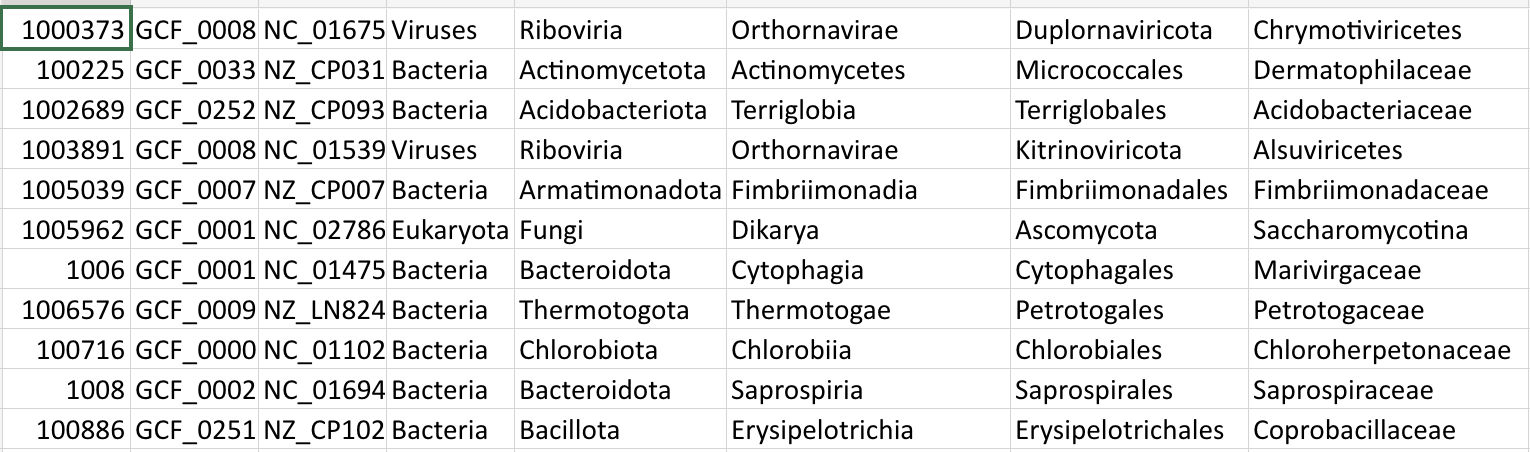 1000373 GCF_0008 NC_01675 Viruses Riboviria Orthornavirae Duplornaviricota Chrymotiviricetes
100225 GCF_0033 NZ_CP031 Bacteria Actinomycetota Actinomycetes Micrococcales Dermatophilaceae
1002689 GCF_0252 NZ_CP093 Bacteria Acidobacteriota Terriglobia Terriglobales Acidobacteriaceae
1003891 GCF_0008 NC_01539 Viruses Riboviria Orthornavirae Kitrinoviricota Alsuviricetes
1005039 GCF_0007 NZ_CP007 Bacteria Armatimonadota Fimbriimonadia Fimbriimonadales Fimbriimonadaceae
1005962 GCF_0001 NC_02786 Eukaryota Fungi Dikarya Ascomycota Saccharomycotina
1006 GCF_0001 NC_01475 Bacteria Bacteroidota Cytophagia Cytophagales Marivirgaceae
1006576 GCF_0009 NZ_LN824 Bacteria Thermotogota Thermotogae Petrotogales Petrotogaceae
100716 GCF_0000 NC_01102 Bacteria Chlorobiota Chlorobiia Chlorobiales Chloroherpetonaceae
1008 GCF_0002 NC_01694 Bacteria Bacteroidota Saprospiria Saprospirales Saprospiraceae
100886 GCF_0251 NZ_CP102 Bacteria Bacillota Erysipelotrichia Erysipelotrichales Coprobacillaceae